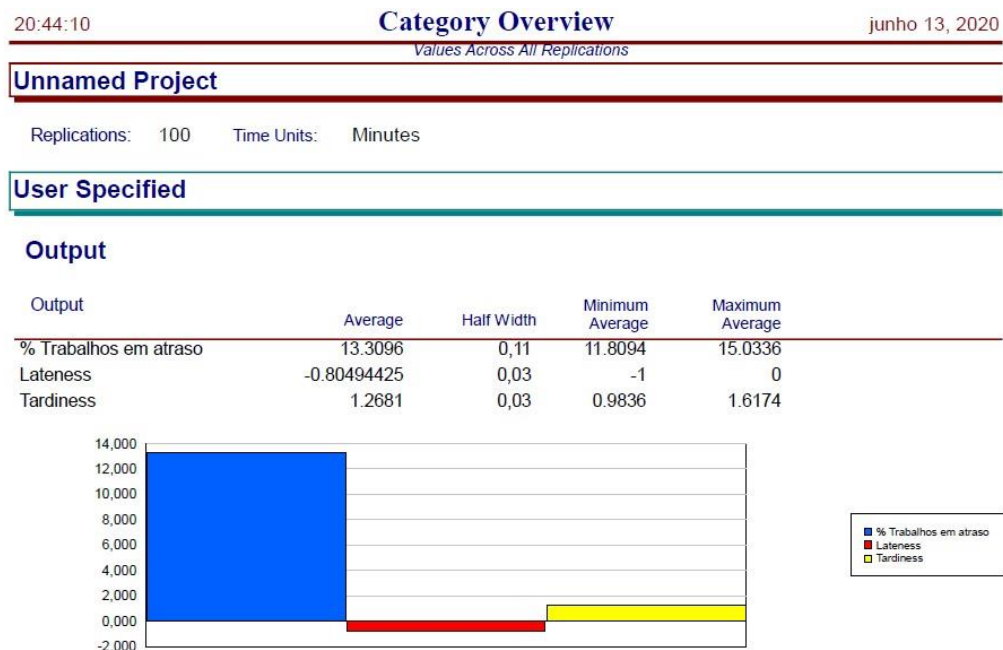 20:44:10 Category Overview junho 13, 2020
Values Across All Replications
Unnamed Project
Replications: 100 Time Units: Minutes
User Specified
Output
Output Average Half Width Minimum Average Maximum Average
% Trabalhos em atraso 13.3096 0,11 11.8094 15.0336
Lateness -0.80494425 0,03 -1 0
Tardiness 1.2681 0,03 0.9836 1.6174
14,000
12,000
10,000
8,000
6,000
4,000
2,000
0,000
-2,000
% Trabalhos em atraso
Lateness
Tardiness